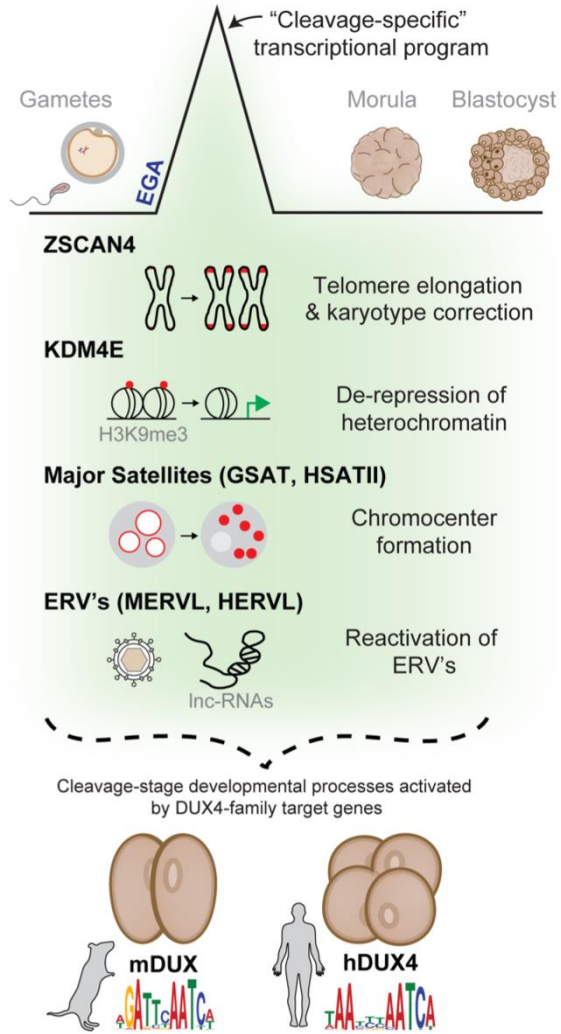 “Cleavage-specific”
transcriptional program
Gametes
Morula
Blastocyst
EGA
ZSCAN4
Telomere elongation
& karyotype correction
KDM4E
H3K9me3
De-repression of
heterochromatin
Major Satellites (GSAT, HSATII)
Chromocenter
formation
ERV's (MERVL, HERVL)
lnc-RNAs
Reactivation of
ERV's
Cleavage-stage developmental processes activated
by DUX4-family target genes
mDUX
hDUX4
GATTCAATCA
TAATCA